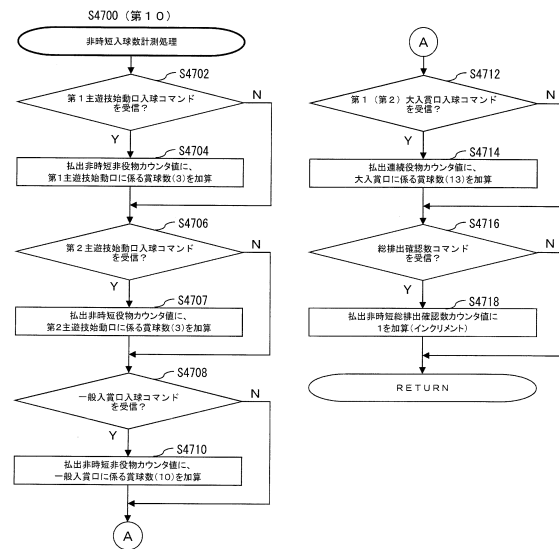 S4700 (第10)
非時短入球数計測処理
S4702
第1主遊技始動口入球コマンド
を受信?
N
Y
S4704
払出非時短非役物カウンタ値に、
第1主遊技始動口に係る賞球数(3)を加算
S4706
第2主遊技始動口入球コマンド
を受信?
N
Y
S4707
払出非時短役物カウンタ値に、
第2主遊技始動口に係る賞球数(3)を加算
S4708
一般入賞口入球コマンド
を受信?
N
Y
S4710
払出非時短非役物カウンタ値に、
一般入賞口に係る賞球数(10)を加算
A
A
S4712
第1(第2)大入賞口入球コマンド
を受信?
N
Y
S4714
払出連続役物カウンタ値に、
大入賞口に係る賞球数(13)を加算
S4716
総排出確認数コマンド
を受信?
N
Y
S4718
払出非時短総排出確認数カウンタ値に
1を加算(インクリメント)
RETURN